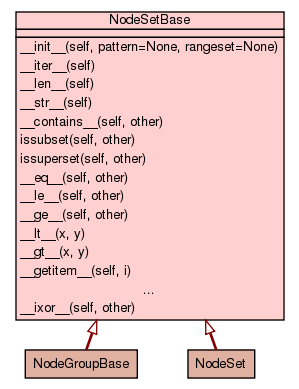 NodeSetBase
__init__(self, pattern=None, rangeset=None)
__iter__(self)
__len__(self)
__str__(self)
__contains__(self, other)
issubset(self, other)
issuperset(self, other)
__eq__(self, other)
__le__(self, other)
__ge__(self, other)
__lt__(x, y)
__gt__(x, y)
__getitem__(self, i)
...
__ixor__(self, other)
NodeGroupBase
NodeSet